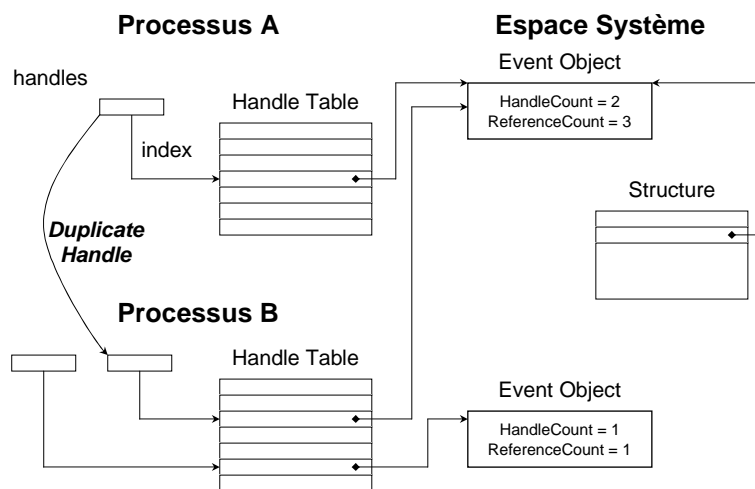 Processus A
Espace Système
Event Object
handles
Handle Table
HandleCount = 2
ReferenceCount = 3
index
Structure
Duplicate
Handle
Processus B
Handle Table
Event Object
HandleCount = 1
ReferenceCount = 1